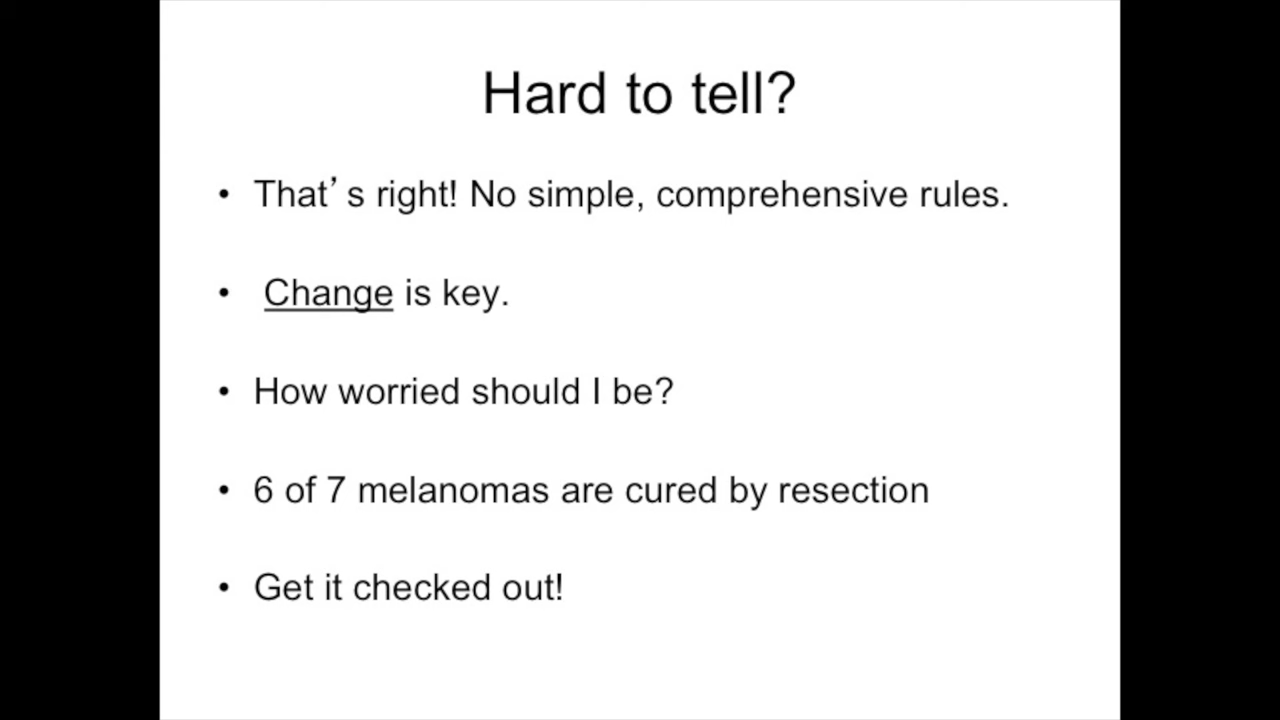 Hard to tell?
• That’s right! No simple, comprehensive rules.
• Change is key.
• How worried should I be?
• 6 of 7 melanomas are cured by resection
• Get it checked out!